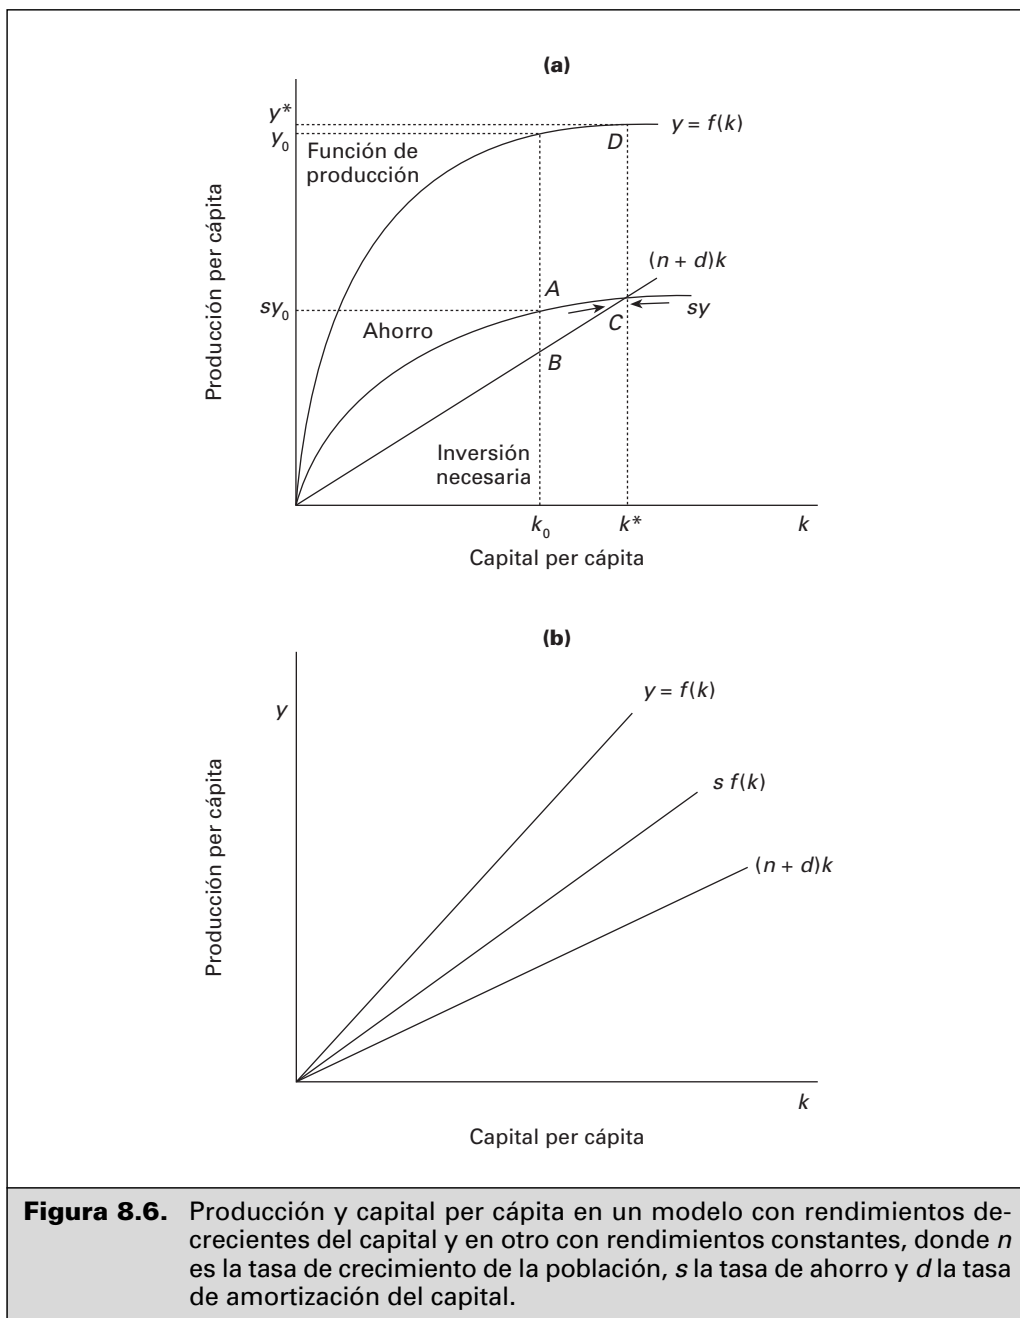 (a)
y*
y₀
Función de
producción
D
y = f(k)
(n + d)k
A
sy₀
Ahorro
C
sy
B
Inversión
necesaria
Producción per cápita
k₀
k*
k
Capital per cápita
(b)
y = f(k)
y
s f(k)
(n + d)k
Producción per cápita
k
Capital per cápita
Figura 8.6. Producción y capital per cápita en un modelo con rendimientos de-
crecientes del capital y en otro con rendimientos constantes, donde n
es la tasa de crecimiento de la población, s la tasa de ahorro y d la tasa
de amortización del capital.